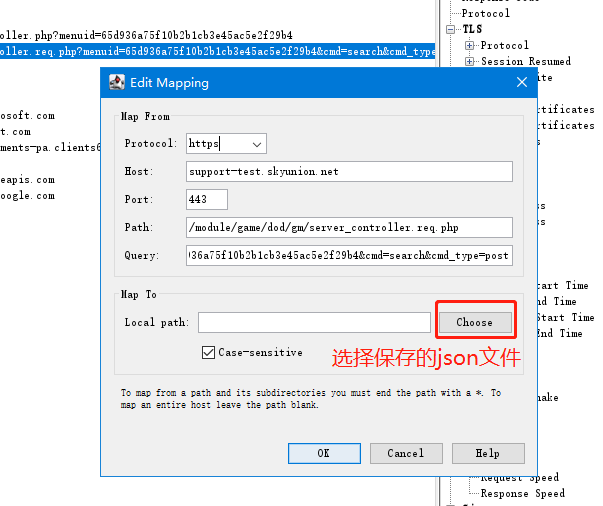 Protocol
TLS
oller.php?menuid=65d936a75f10b2b1cb3e45ac5e2f29b4
oller.req.php?menuid=65d936a75f10b2b1cb3e45ac5e2f29b4&cmd=search&cmd_type
Protocol
Session Resumed
Edit Mapping
Map From
Protocol: https
Host: support-test.skyunion.net
Port: 443
Path: /module/game/dod/gm/server_controller.req.php
Query: 936a75f10b2b1cb3e45ac5e2f29b4&cmd=search&cmd_type=post
osoft.com
t.com
ments-pa.clients6
eapis.com
oogle.com
ertificates
ertificates
Map To
Local path:
Choose
Case-sensitive
选择保存的json文件
To map from a path and its subdirectories you must end the path with a *. To
map an entire host leave the path blank.
OK
Cancel
Help
tart Time
nd Time
Start Time
End Time
ake
Request Speed
Response Speed